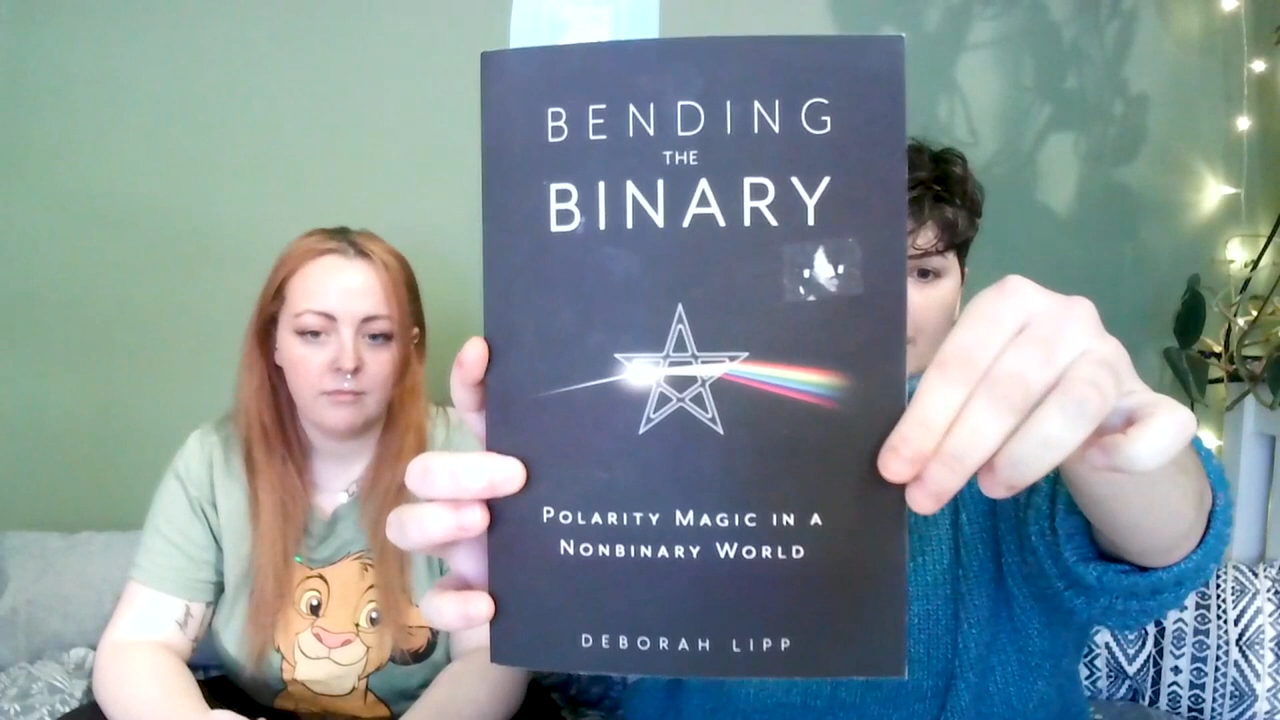 BENDING
THE
BINARY
POLARITY MAGIC IN A
NONBINARY WORLD
DEBORAH LIPP